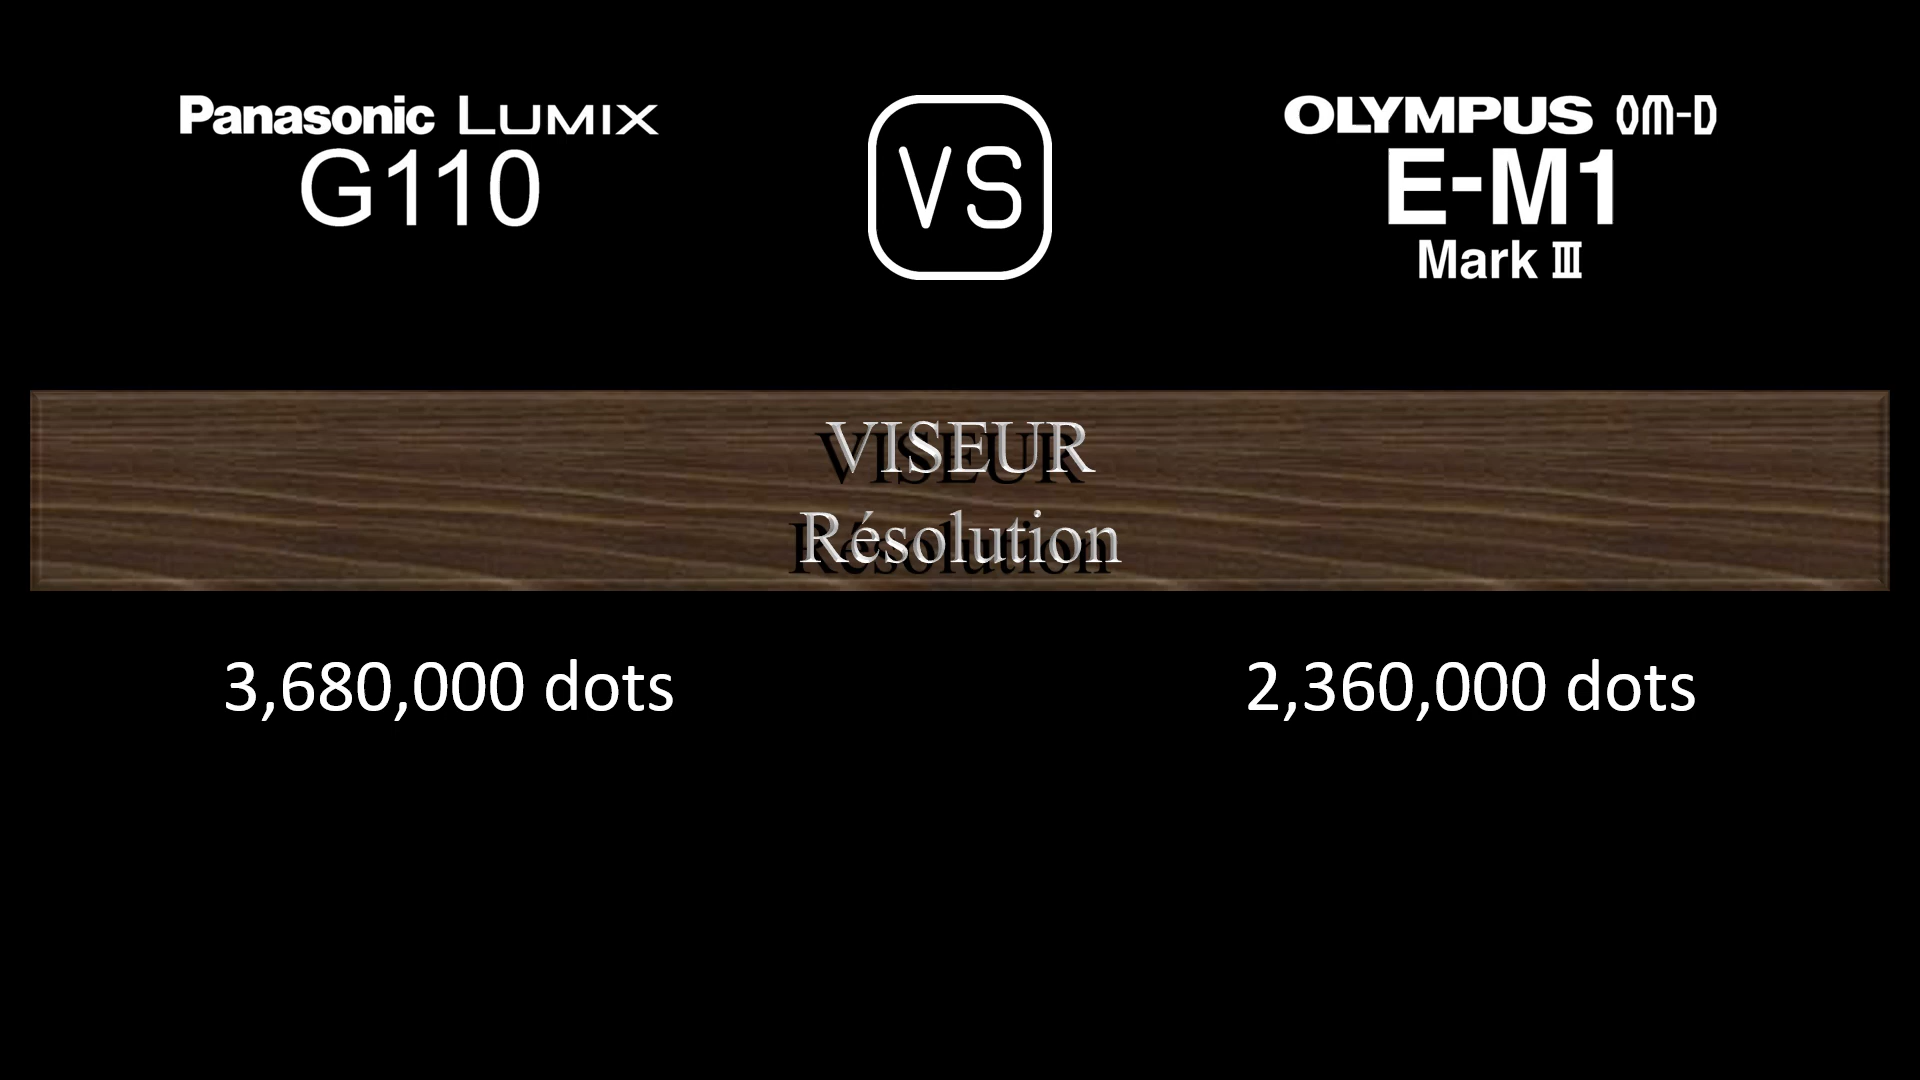 Panasonic LUMIX
G110
VS
OLYMPUS OM-D
E-M1
Mark III
VISEUR
Résolution
3,680,000 dots
2,360,000 dots